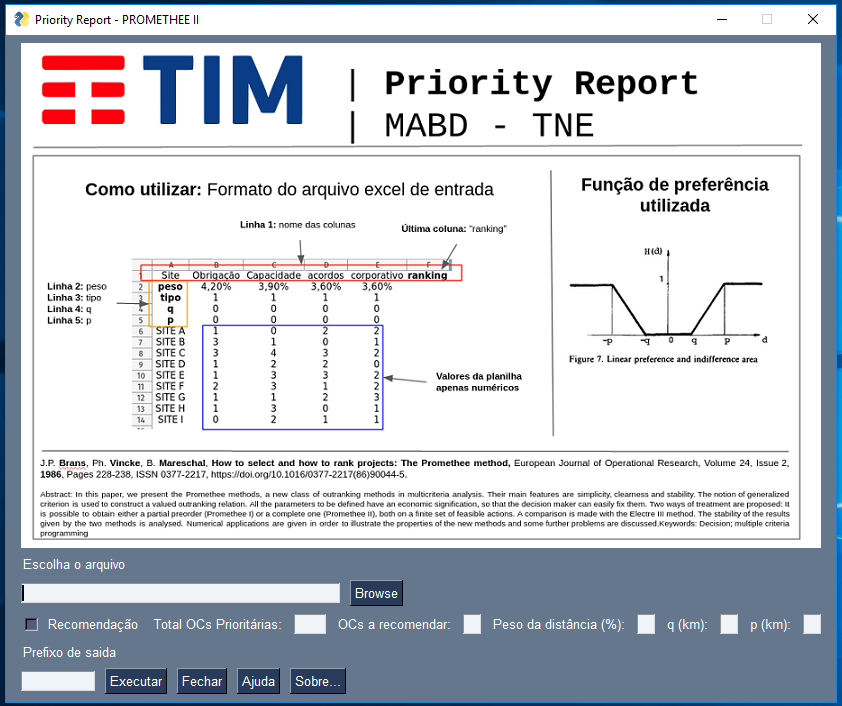 Priority Report - PROMETHEE II
TIM
| Priority Report
| MABD - TNE
Como utilizar: Formato do arquivo excel de entrada
Linha 1: nome das colunas
Última coluna: "ranking"
A B C D E F
1 Site Obrigação Capacidade acordos corporativo ranking
2 peso 4,20% 3,90% 3,60% 3,60%
3 tipo 1 1 1 1
4 q 0 0 0 0
5 p 0 0 0 0
6 SITE A 1 0 2 2
7 SITE B 3 1 0 1
8 SITE C 3 4 3 2
9 SITE D 1 2 2 0
10 SITE E 1 3 3 2
11 SITE F 2 3 1 2
12 SITE G 1 1 2 3
13 SITE H 1 3 0 1
14 SITE I 0 2 1 1
Linha 2: peso
Linha 3: tipo
Linha 4: q
Linha 5: p
Valores da planilha
apenas numéricos
Função de preferência
utilizada
H(d)
1
-p -q 0 q p d
Figure 7. Linear preference and indifference area
J.P. Brans, Ph. Vincke, B. Mareschal, How to select and how to rank projects: The Promethee method, European Journal of Operational Research, Volume 24, Issue 2,
1986, Pages 228-238, ISSN 0377-2217, https://doi.org/10.1016/0377-2217(86)90044-5.
Abstract: In this paper, we present the Promethee methods, a new class of outranking methods in multicriteria analysis. Their main features are simplicity, clearness and stability. The notion of generalized
criterion is used to construct a valued outranking relation. All the parameters to be defined have an economic signification, so that the decision maker can easily fix them. Two ways of treatment are proposed: It
is possible to obtain either a partial preorder (Promethee I) or a complete one (Promethee II), both on a finite set of feasible actions. A comparison is made with the Electre III method. The stability of the results
given by the two methods is analysed. Numerical applications are given in order to illustrate the properties of the new methods and some further problems are discussed.Keywords: Decision; multiple criteria
programming
Escolha o arquivo
Browse
Recomendação Total OCs Prioritárias: OCs a recomendar: Peso da distância (%): q (km): p (km):
Prefixo de saida
Executar Fechar Ajuda Sobre...